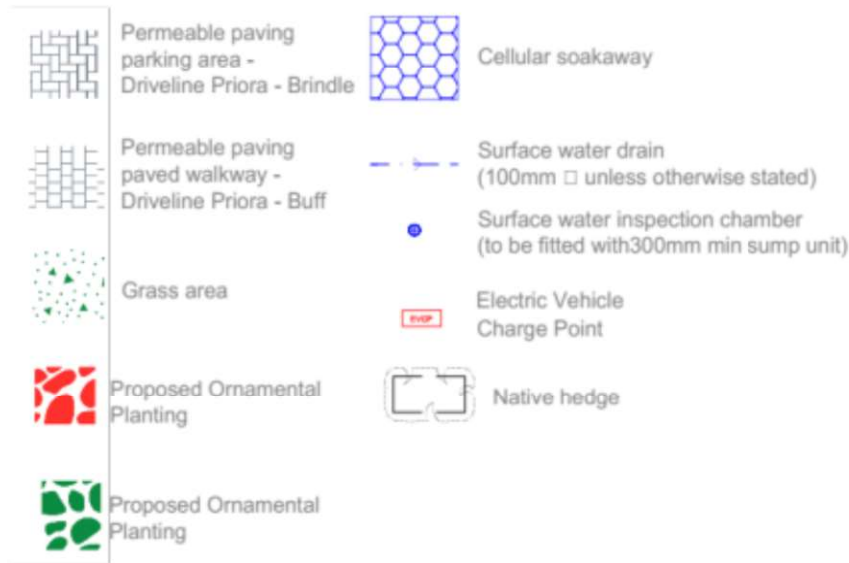 Permeable paving
parking area -
Driveline Priora - Brindle
Permeable paving
paved walkway -
Driveline Priora - Buff
Grass area
Proposed Ornamental
Planting
Proposed Ornamental
Planting
Cellular soakaway
Surface water drain
(100mm □ unless otherwise stated)
Surface water inspection chamber
(to be fitted with300mm min sump unit)
EVCP
Electric Vehicle
Charge Point
Native hedge